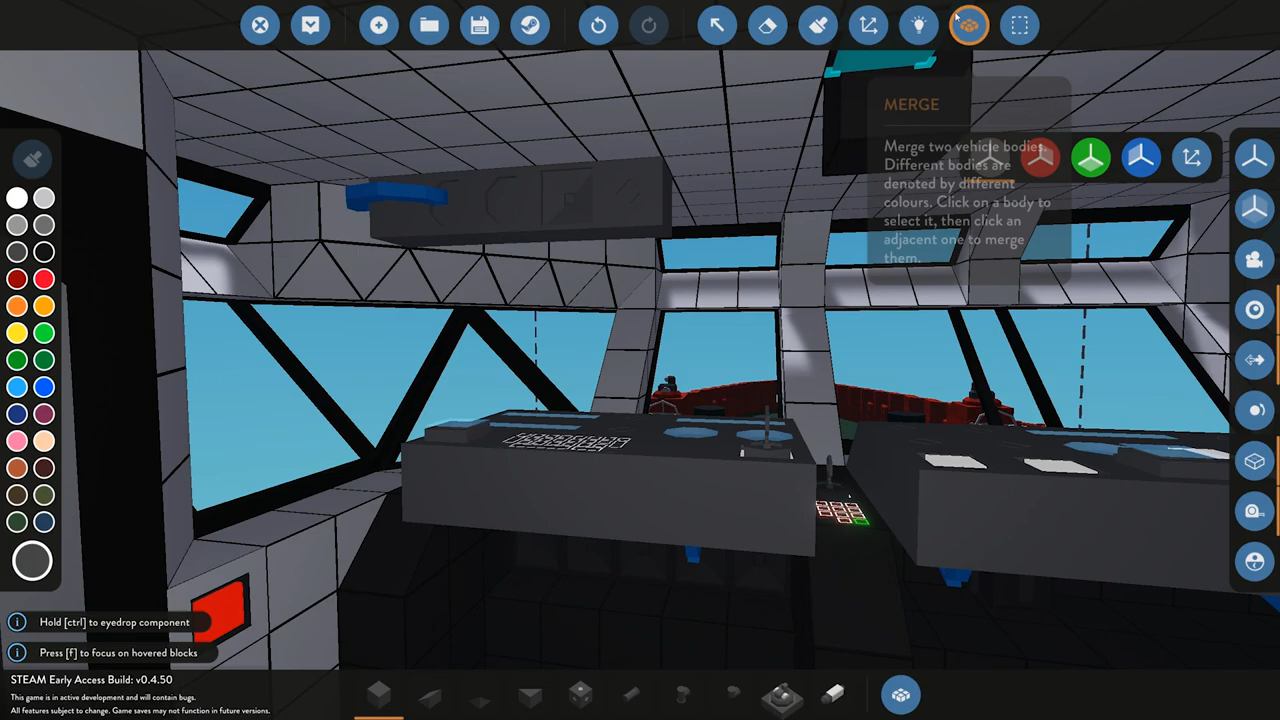 MERGE
Merge two vehicle bodies.
Different bodies are
denoted by different
colours. Click on a body to
select it, then click an
adjacent one to merge
them.
Hold [ctrl] to eyedrop component
Press [f] to focus on hovered blocks
STEAM Early Access Build: v0.4.50
This game is in active development and will contain bugs.
All features subject to change. Game saves may not function in future versions.